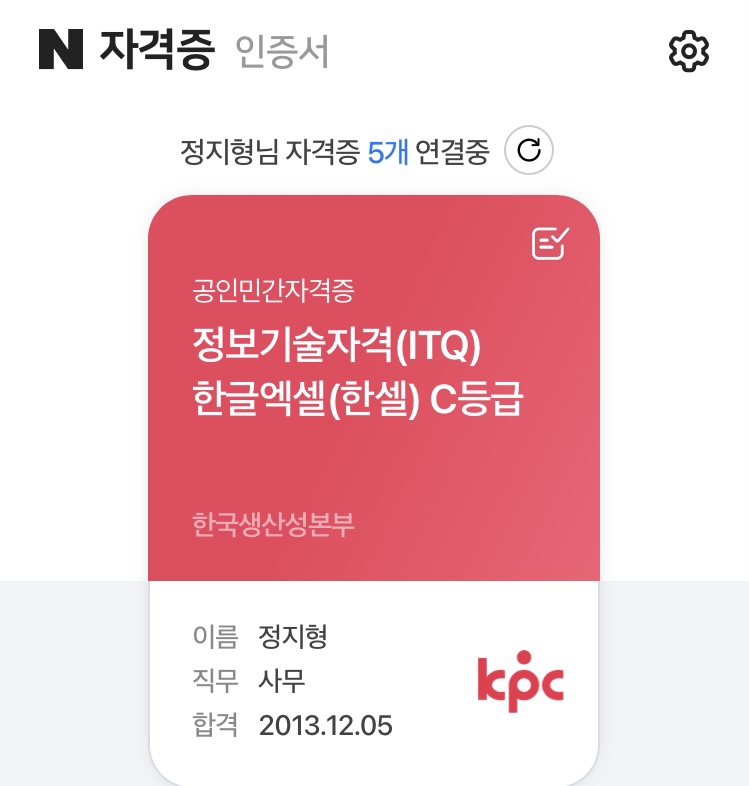 N 자격증 인증서
정지형님 자격증 5개 연결중
공인민간자격증
정보기술자격(ITQ)
한글엑셀(한셀) C등급
한국생산성본부
이름 정지형
직무 사무
합격 2013.12.05
kpc